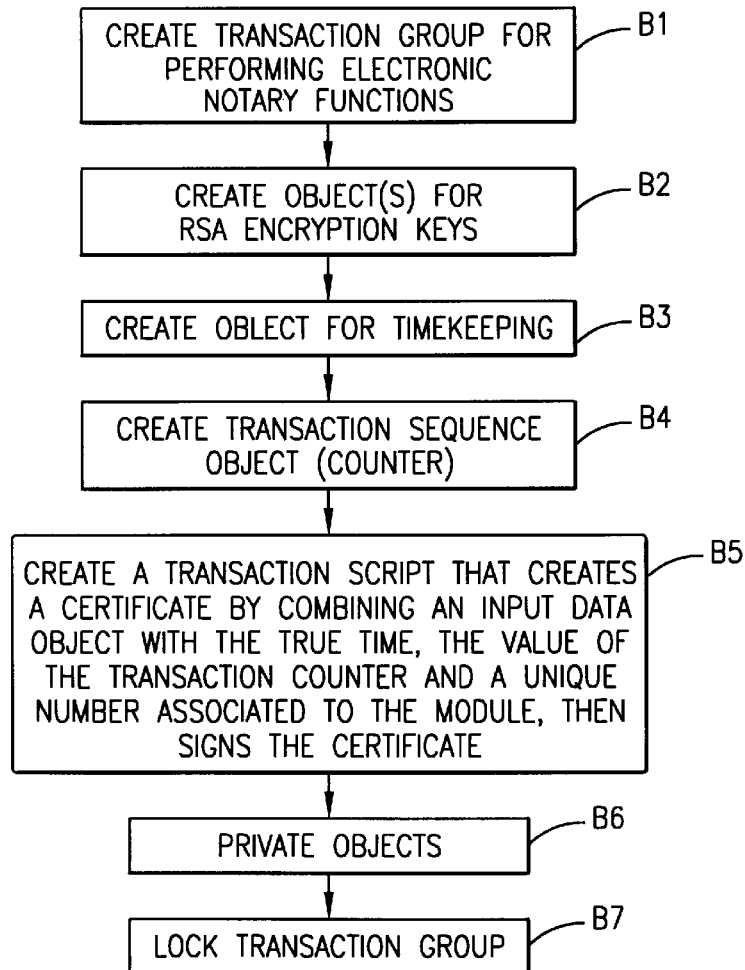 CREATE TRANSACTION GROUP FOR
PERFORMING ELECTRONIC
NOTARY FUNCTIONS
B1
CREATE OBJECT(S) FOR
RSA ENCRYPTION KEYS
B2
CREATE OBLECT FOR TIMEKEEPING
B3
CREATE TRANSACTION SEQUENCE
OBJECT (COUNTER)
B4
CREATE A TRANSACTION SCRIPT THAT CREATES
A CERTIFICATE BY COMBINING AN INPUT DATA
OBJECT WITH THE TRUE TIME, THE VALUE OF
THE TRANSACTION COUNTER AND A UNIQUE
NUMBER ASSOCIATED TO THE MODULE, THEN
SIGNS THE CERTIFICATE
B5
PRIVATE OBJECTS
B6
LOCK TRANSACTION GROUP
B7